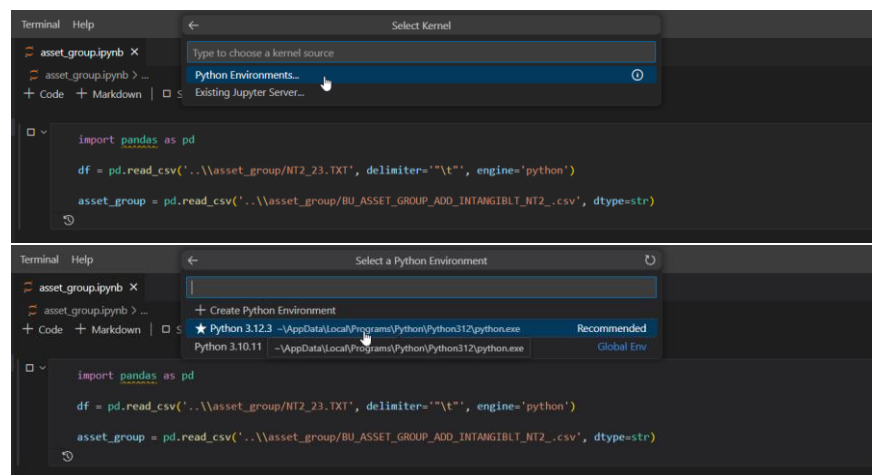 Terminal Help
Select Kernel
asset_group.ipynb
Type to choose a kernel source
asset_group.ipynb > ...
Python Environments...
+ Code + Markdown
Existing Jupyter Server...
import pandas as pd
df = pd.read_csv('..\\asset_group/NT2_23.TXT', delimiter='"\t"', engine='python')
asset_group = pd.read_csv('..\\asset_group/BU_ASSET_GROUP_ADD_INTANGIBLT_NT2_.csv', dtype=str)
Terminal Help
Select a Python Environment
asset_group.ipynb
asset_group.ipynb > ...
+ Create Python Environment
+ Code + Markdown
Python 3.12.3 ~\AppData\Local\Programs\Python\Python312\python.exe Recommended
Python 3.10.11 ~\AppData\Local\Programs\Python\Python312\python.exe Global Env
import pandas as pd
df = pd.read_csv('..\\asset_group/NT2_23.TXT', delimiter='"\t"', engine='python')
asset_group = pd.read_csv('..\\asset_group/BU_ASSET_GROUP_ADD_INTANGIBLT_NT2_.csv', dtype=str)